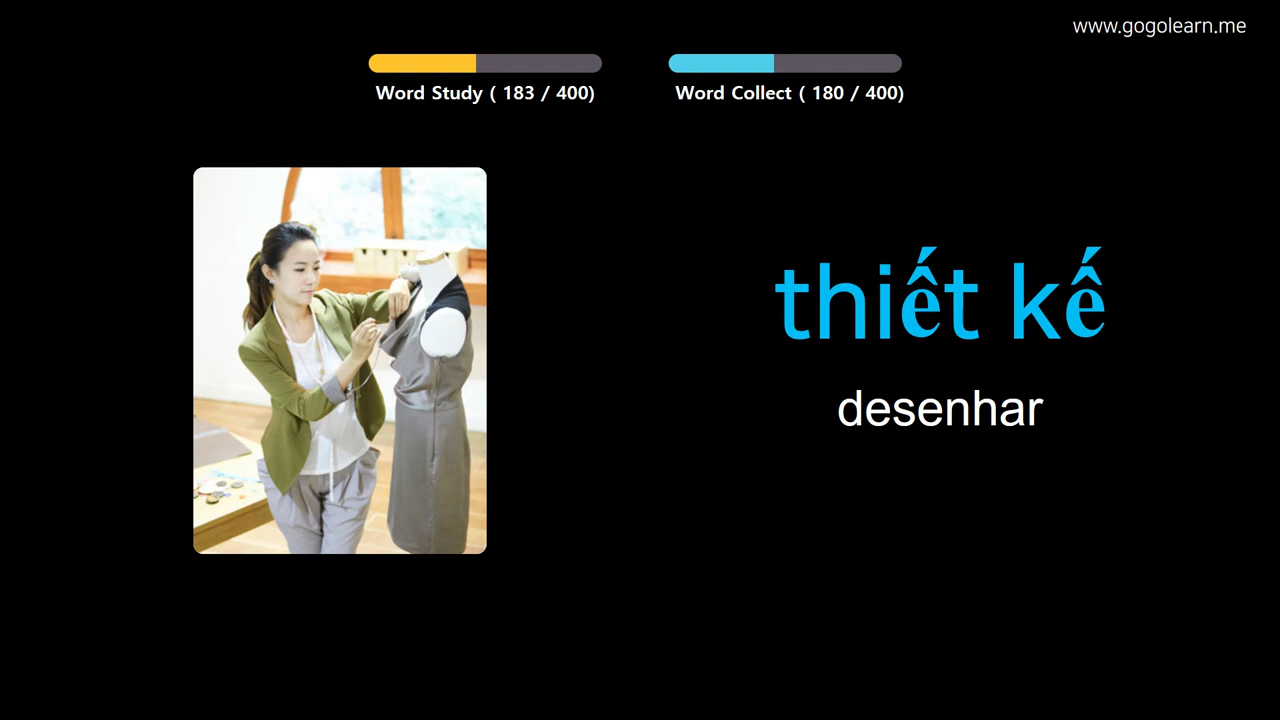 www.gogolearn.me
Word Study ( 183 / 400)
Word Collect ( 180 / 400)
thiết kế
desenhar